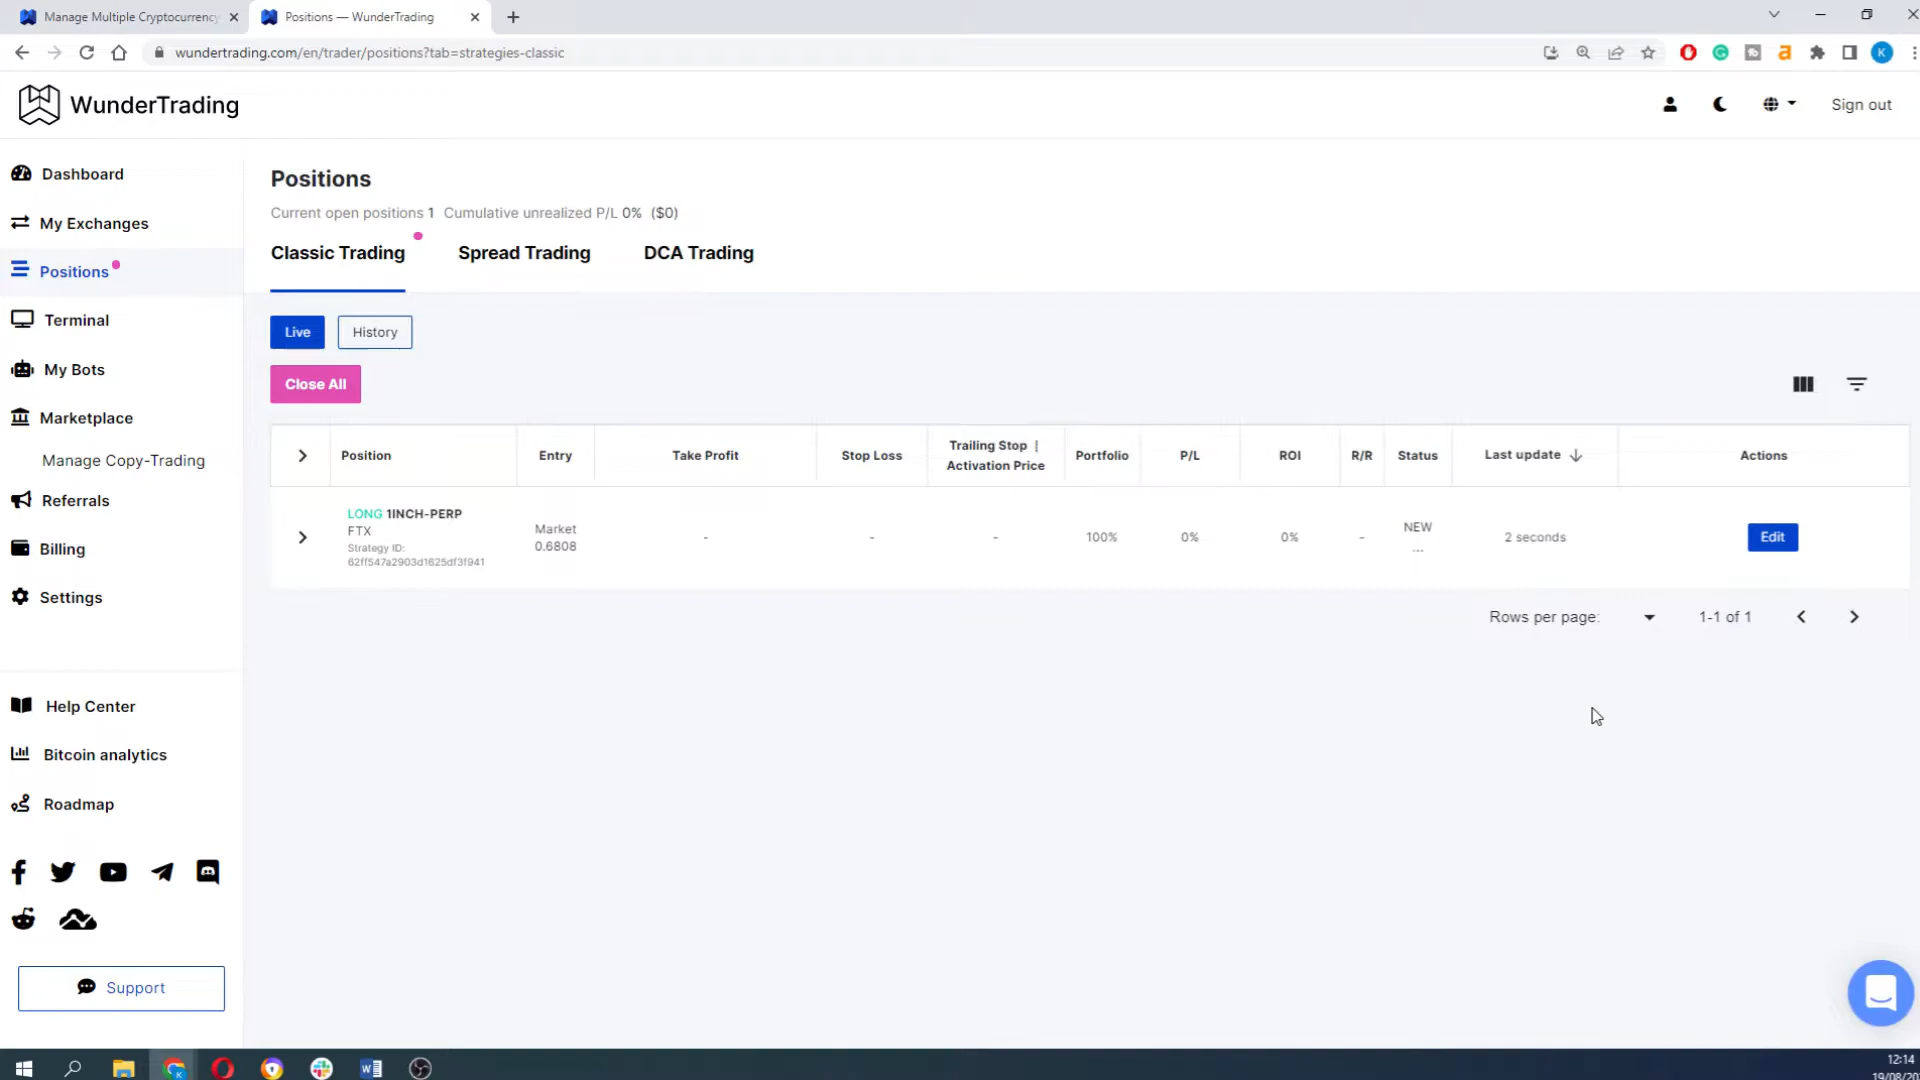 Manage Multiple Cryptocurrency
Positions — WunderTrading
wundertrading.com/en/trader/positions?tab=strategies-classic
K
WunderTrading
Sign out
Dashboard
My Exchanges
Positions
Terminal
My Bots
Marketplace
Manage Copy-Trading
Referrals
Billing
Settings
Help Center
Bitcoin analytics
Roadmap
Support
Positions
Current open positions 1 Cumulative unrealized P/L 0% ($0)
Classic Trading Spread Trading DCA Trading
Live History
Close All
Position Entry Take Profit Stop Loss Trailing Stop | Activation Price Portfolio P/L ROI R/R Status Last update Actions
LONG 1INCH-PERP
FTX
Strategy ID:
62ff547a2903d1625df3f941
Market
0.6808
- - - 100% 0% 0% - NEW
...
2 seconds
Edit
Rows per page: 1-1 of 1
12:14
19/08/20